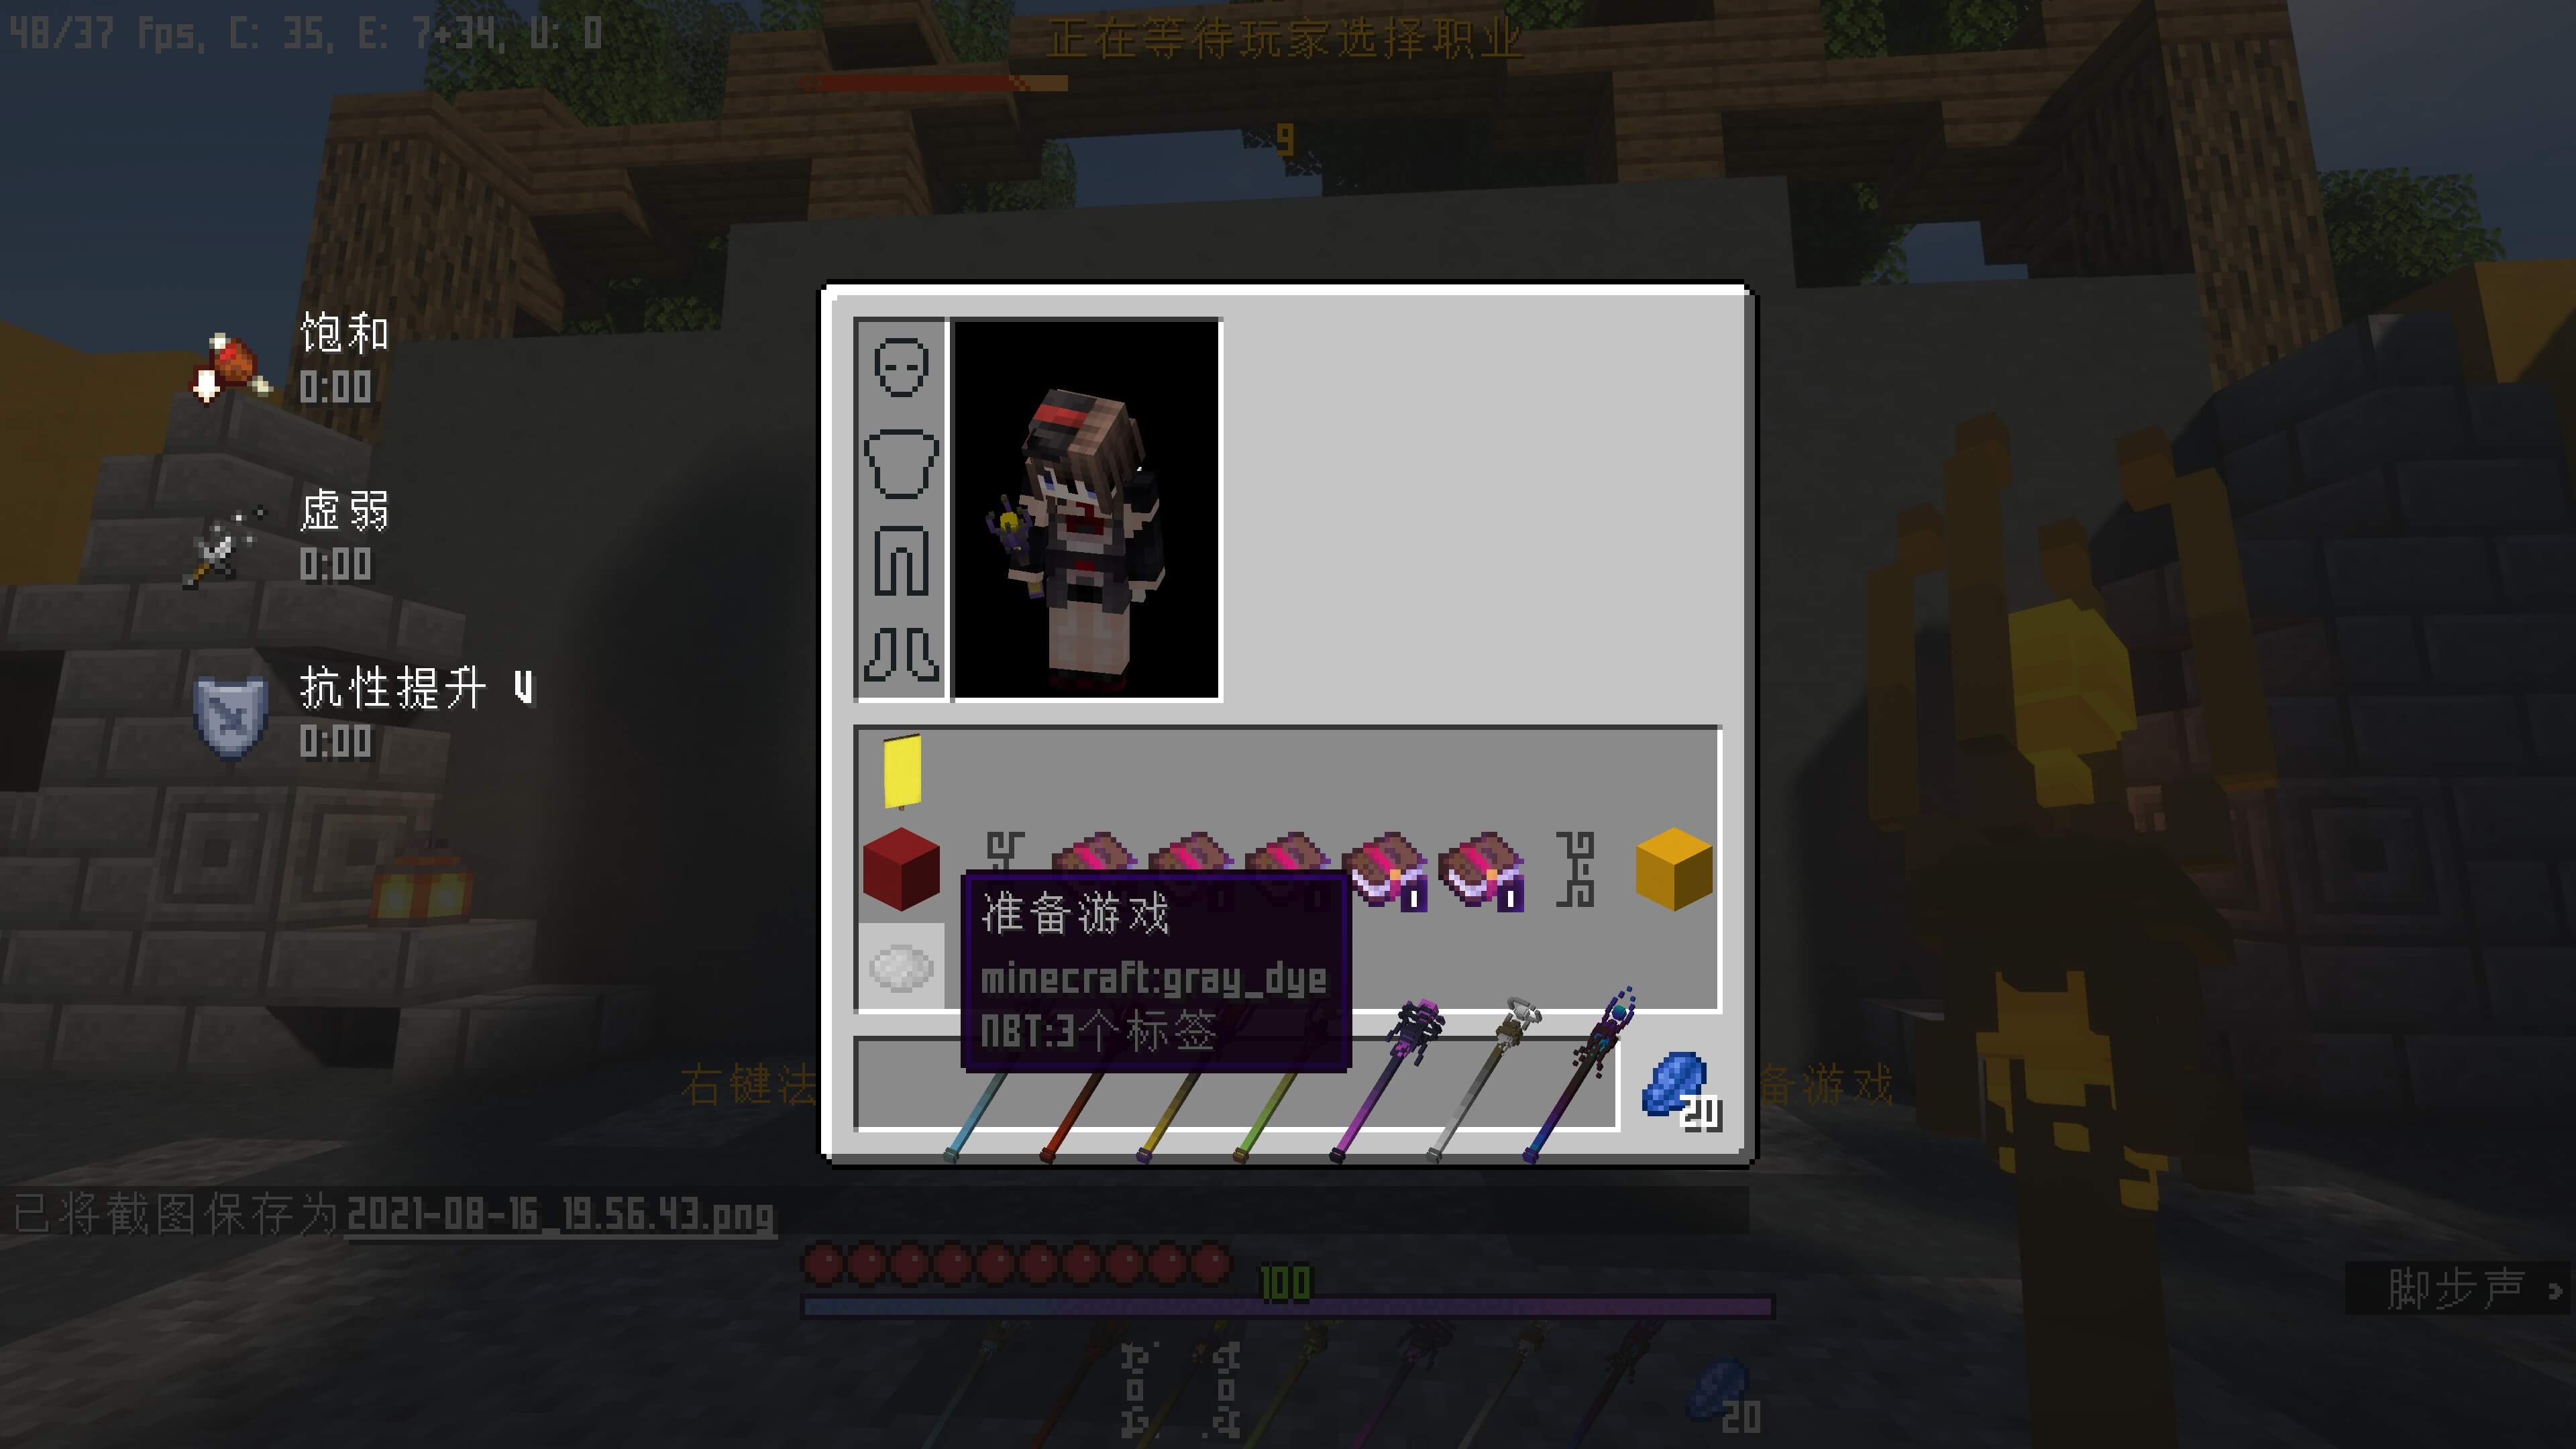 48/37 fps, C: 35, E: 7+34, U: 0
正在等待玩家选择职业
9
饱和
0:00
虚弱
0:00
抗性提升 V
0:00
1
1
准备游戏
minecraft:gray_dye
NBT:3个标签
20
右键法
备游戏
已将截图保存为 2021-08-16_19.56.43.png
100
脚步声 >
20